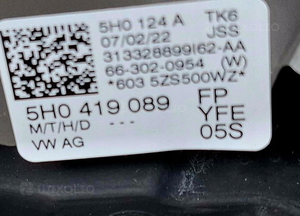 5H0 124 A TK6
07/02/22 JSS
313328899I62-AA
66-302-0954 (W)
*603 5ZS500WZ*
5H0 419 089 FP
M/T/H/D --- YFE
VW AG 05S